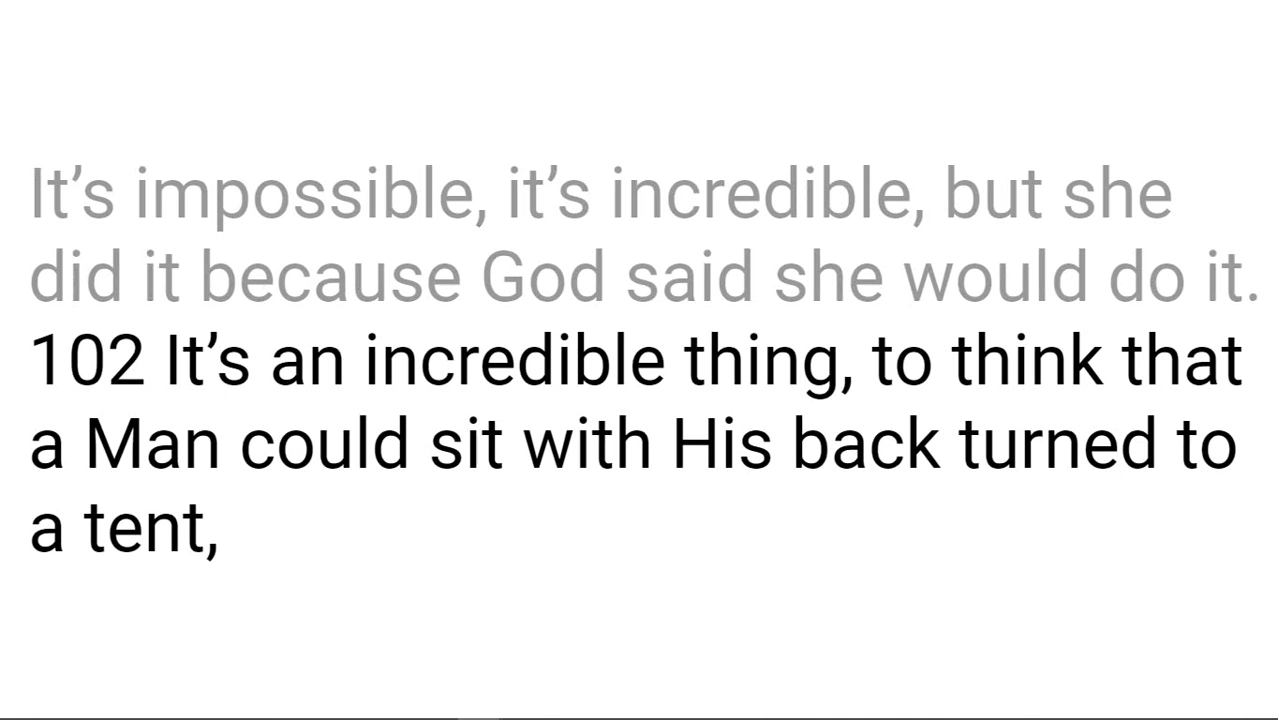 It’s impossible, it’s incredible, but she
did it because God said she would do it.
102 It’s an incredible thing, to think that
a Man could sit with His back turned to
a tent,